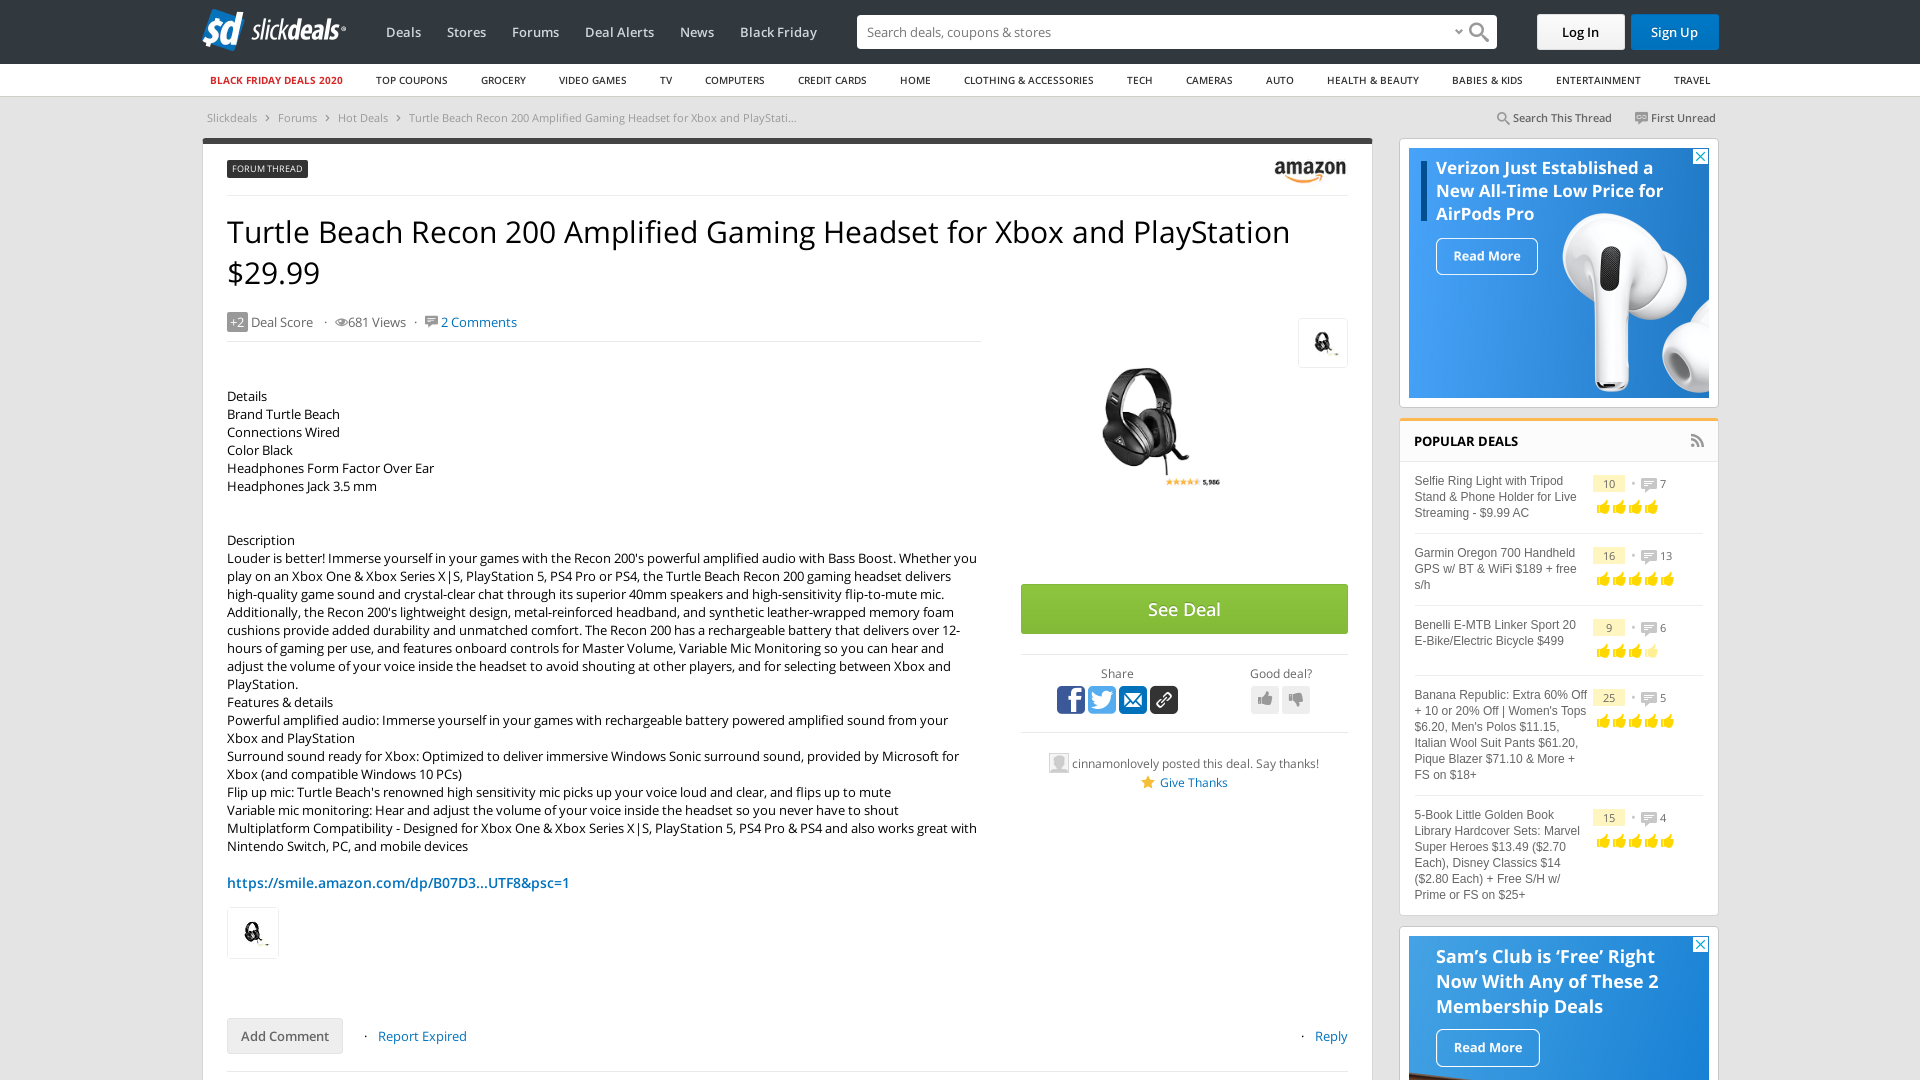 slickdeals
Deals
Stores
Forums
Deal Alerts
News
Black Friday
Search deals, coupons & stores
Log In
Sign Up
BLACK FRIDAY DEALS 2020
TOP COUPONS
GROCERY
VIDEO GAMES
TV
COMPUTERS
CREDIT CARDS
HOME
CLOTHING & ACCESSORIES
TECH
CAMERAS
AUTO
HEALTH & BEAUTY
BABIES & KIDS
ENTERTAINMENT
TRAVEL
Slickdeals › Forums › Hot Deals › Turtle Beach Recon 200 Amplified Gaming Headset for Xbox and PlayStati...
Search This Thread
First Unread
FORUM THREAD
amazon
Turtle Beach Recon 200 Amplified Gaming Headset for Xbox and PlayStation
$29.99
+2 Deal Score · 681 Views · 2 Comments
Details
Brand Turtle Beach
Connections Wired
Color Black
Headphones Form Factor Over Ear
Headphones Jack 3.5 mm
Description
Louder is better! Immerse yourself in your games with the Recon 200's powerful amplified audio with Bass Boost. Whether you
play on an Xbox One & Xbox Series X|S, PlayStation 5, PS4 Pro or PS4, the Turtle Beach Recon 200 gaming headset delivers
high-quality game sound and crystal-clear chat through its superior 40mm speakers and high-sensitivity flip-to-mute mic.
Additionally, the Recon 200's lightweight design, metal-reinforced headband, and synthetic leather-wrapped memory foam
cushions provide added durability and unmatched comfort. The Recon 200 has a rechargeable battery that delivers over 12-
hours of gaming per use, and features onboard controls for Master Volume, Variable Mic Monitoring so you can hear and
adjust the volume of your voice inside the headset to avoid shouting at other players, and for selecting between Xbox and
PlayStation.
Features & details
Powerful amplified audio: Immerse yourself in your games with rechargeable battery powered amplified sound from your
Xbox and PlayStation
Surround sound ready for Xbox: Optimized to deliver immersive Windows Sonic surround sound, provided by Microsoft for
Xbox (and compatible Windows 10 PCs)
Flip up mic: Turtle Beach's renowned high sensitivity mic picks up your voice loud and clear, and flips up to mute
Variable mic monitoring: Hear and adjust the volume of your voice inside the headset so you never have to shout
Multiplatform Compatibility - Designed for Xbox One & Xbox Series X|S, PlayStation 5, PS4 Pro & PS4 and also works great with
Nintendo Switch, PC, and mobile devices
https://smile.amazon.com/dp/B07D3...UTF8&psc=1
Add Comment
· Report Expired
· Reply
5,986
See Deal
Share
Good deal?
cinnamonlovely posted this deal. Say thanks!
Give Thanks
Verizon Just Established a
New All-Time Low Price for
AirPods Pro
Read More
POPULAR DEALS
Selfie Ring Light with Tripod
Stand & Phone Holder for Live
Streaming - $9.99 AC
10 • 7
Garmin Oregon 700 Handheld
GPS w/ BT & WiFi $189 + free
s/h
16 • 13
Benelli E-MTB Linker Sport 20
E-Bike/Electric Bicycle $499
9 • 6
Banana Republic: Extra 60% Off
+ 10 or 20% Off | Women's Tops
$6.20, Men's Polos $11.15,
Italian Wool Suit Pants $61.20,
Pique Blazer $71.10 & More +
FS on $18+
25 • 5
5-Book Little Golden Book
Library Hardcover Sets: Marvel
Super Heroes $13.49 ($2.70
Each), Disney Classics $14
($2.80 Each) + Free S/H w/
Prime or FS on $25+
15 • 4
Sam's Club is ‘Free’ Right
Now With Any of These 2
Membership Deals
Read More